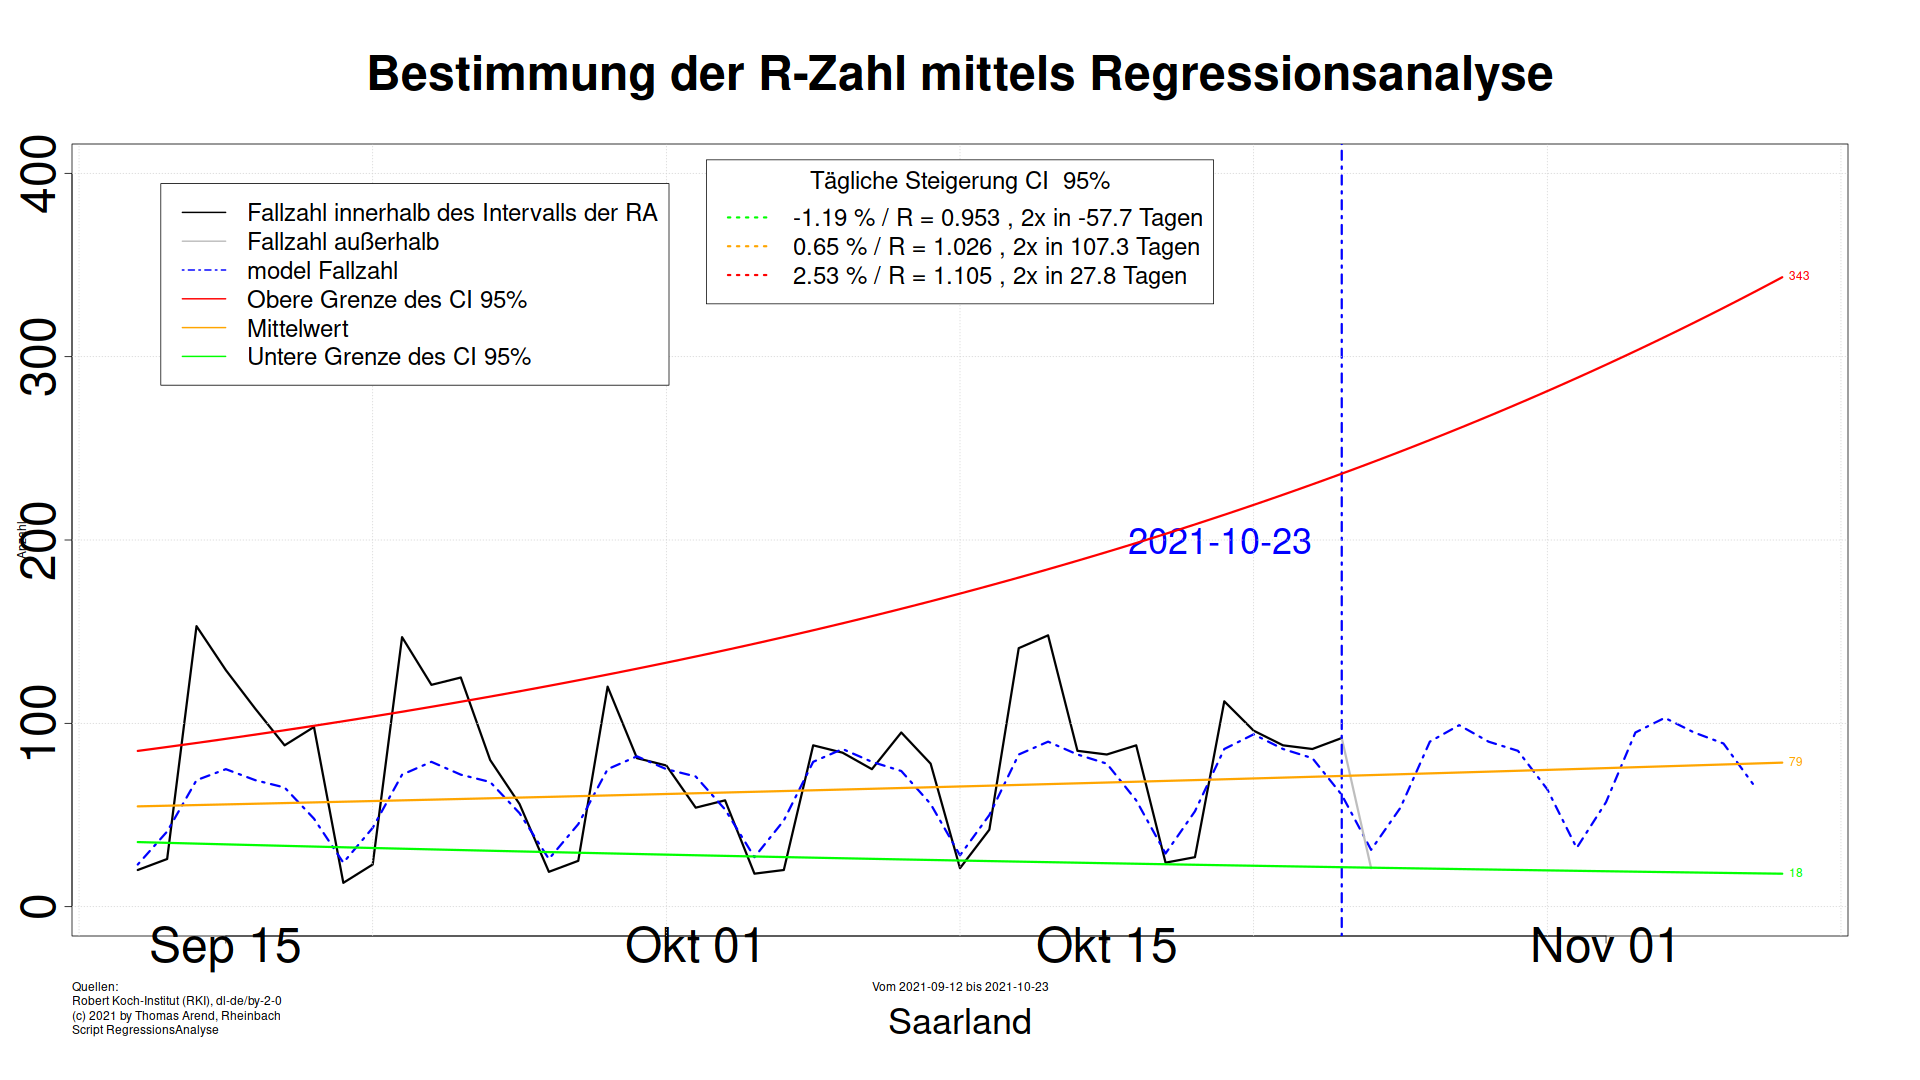 Bestimmung der R-Zahl mittels Regressionsanalyse
400
300
200
100
0
Anzahl
Fallzahl innerhalb des Intervalls der RA
Fallzahl außerhalb
model Fallzahl
Obere Grenze des CI 95%
Mittelwert
Untere Grenze des CI 95%
Tägliche Steigerung CI  95%
-1.19 % / R = 0.953 , 2x in -57.7 Tagen
0.65 % / R = 1.026 , 2x in 107.3 Tagen
2.53 % / R = 1.105 , 2x in 27.8 Tagen
343
2021-10-23
79
18
Sep 15
Okt 01
Okt 15
Nov 01
Quellen:
Robert Koch-Institut (RKI), dl-de/by-2-0
(c) 2021 by Thomas Arend, Rheinbach
Script RegressionsAnalyse
Vom 2021-09-12 bis 2021-10-23
Saarland